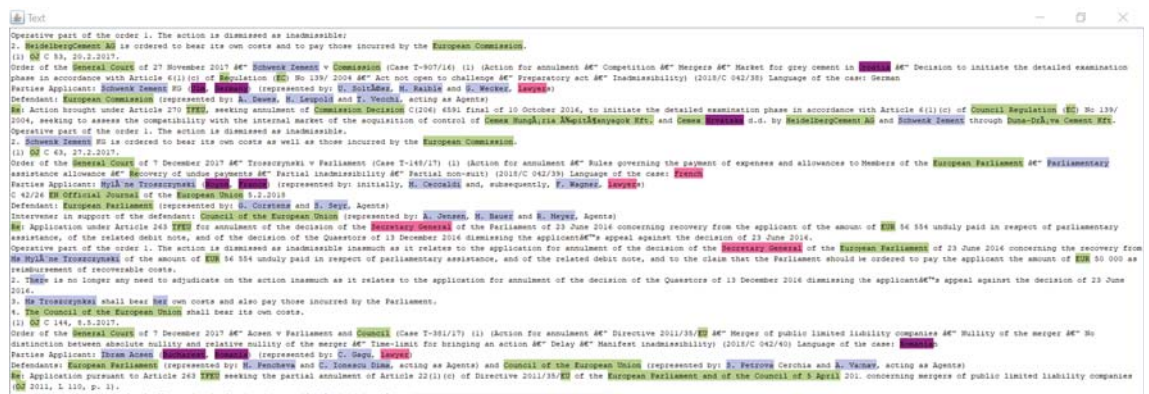 Text
Operative part of the order 1. The action is dismissed as inadmissible;
2. HeidelbergCement AG is ordered to bear its own costs and to pay those incurred by the European Commission.
(1) OJ C 53, 20.2.2017.
Order of the General Court of 27 November 2017 â€" Schwenk Zement v Commission (Case T-907/16) (1) (Action for annulment â€" Competition â€" Mergers â€" Market for grey cement in Croatia â€" Decision to initiate the detailed examination
phase in accordance with Article 6(1)(c) of Regulation (EC) No 139/ 2004 â€" Act not open to challenge â€" Preparatory act â€" Inadmissibility) (2018/C 042/38) Language of the case: German
Parties Applicant: Schwenk Zement KG (Ulm, Germany) (represented by: U. Soltész, M. Raible and G. Wecker, lawyers)
Defendant: European Commission (represented by: A. Dawes, H. Leupold and T. Vecchi, acting as Agents)
Re: Action brought under Article 270 TFEU, seeking annulment of Commission Decision C(206) 6591 final of 10 October 2016, to initiate the detailed examination phase in accordance with Article 6(1)(c) of Council Regulation (EC) No 139/
2004, seeking to assess the compatibility with the internal market of the acquisition of control of Cemex Kft. and Cemex Hrvatska d.d. by HeidelbergCement AG and Schwenk Zement through Duna-DrÃ¡va Cement Kft.
Operative part of the order 1. The action is dismissed as inadmissible.
2. Schwenk Zement KG is ordered to bear its own costs as well as those incurred by the European Commission.
(1) OJ C 63, 27.2.2017.
Order of the General Court of 7 December 2017 â€" Troszczynski v Parliament (Case T-148/17) (1) (Action for annulment â€" Rules governing the payment of expenses and allowances to Members of the European Parliament â€" Parliamentary
assistance allowance â€" Recovery of undue payments â€" Partial inadmissibility â€" Partial non-suit) (2018/C 042/39) Language of the case: French
Parties Applicant: Troszczynski (Noyon, France) (represented by: initially, M. Ceccaldi and, subsequently, F. Wagner, lawyers)
C 42/26 EN Official Journal of the European Union 5.2.2018
Defendant: European Parliament (represented by: G. Corstens and S. Seyr, Agents)
Intervener in support of the defendant: Council of the European Union (represented by: A. Jensen, M. Bauer and R. Meyer, Agents)
Re: Application under Article 263 TFEU for annulment of the decision of the Secretary General of the Parliament of 23 June 2016 concerning recovery from the applicant of the amount of EUR 56 554 unduly paid in respect of parliamentary
assistance, of the related debit note, and of the decision of the Quaestors of 13 December 2016 dismissing the applicantâ€™s appeal against the decision of 23 June 2016.
Operative part of the order 1. The action is dismissed as inadmissible inasmuch as it relates to the application for annulment of the decision of the Secretary General of the European Parliament of 23 June 2016 concerning the recovery from
Ms Troszczynski of the amount of EUR 56 554 unduly paid in respect of parliamentary assistance, of the related debit note, and to the claim that the Parliament should be ordered to pay the applicant the amount of EUR 50 000 as
reimbursement of recoverable costs.
2. There is no longer any need to adjudicate on the action inasmuch as it relates to the application for annulment of the decision of the Quaestors of 13 December 2016 dismissing the applicantâ€™s appeal against the decision of 23 June
2016.
3. Ms Troszczynski shall bear her own costs and also pay those incurred by the Parliament.
4. The Council of the European Union shall bear its own costs.
(1) OJ C 144, 8.5.2017.
Order of the General Court of 7 December 2017 â€" Acsen v Parliament and Council (Case T-381/17) (1) (Action for annulment â€" Directive 2011/35/EU â€" Merger of public limited liability companies â€" Nullity of the merger â€" No
distinction between absolute nullity and relative nullity of the merger â€" Time-limit for bringing an action â€" Delay â€" Manifest inadmissibility) (2018/C 042/40) Language of the case: Romanian
Parties Applicant: Ibram Acsen (Bucharest, Romania) (represented by: C. Gagu, lawyer)
Defendants: European Parliament (represented by: M. Pencheva and C. Ionescu Dima, acting as Agents) and Council of the European Union (represented by: S. Petrova Cerchia and A. acting as Agents)
Re: Application pursuant to Article 263 TFEU seeking the partial annulment of Article 22(1)(c) of Directive 2011/35/EU of the European Parliament and of the Council of 5 April 201. concerning mergers of public limited liability companies
(OJ 2011, L 110, p. 1).